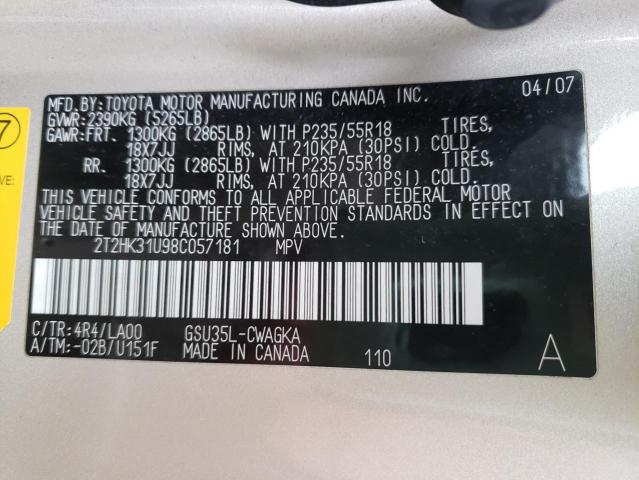 MFD.BY:TOYOTA MOTOR MANUFACTURING CANADA INC. 04/07
GVWR:2390KG (5265LB)
GAWR:FRT. 1300KG (2865LB) WITH P235/55R18 TIRES,
18X7JJ RIMS, AT 210KPA (30PSI) COLD.
RR. 1300KG (2865LB) WITH P235/55R18 TIRES,
18X7JJ RIMS, AT 210KPA (30PSI) COLD.
THIS VEHICLE CONFORMS TO ALL APPLICABLE FEDERAL MOTOR
VEHICLE SAFETY AND THEFT PREVENTION STANDARDS IN EFFECT ON
THE DATE OF MANUFACTURE SHOWN ABOVE.
2T2HK31U98C057181 MPV
C/TR:4R4/LA00 GSU35L-CWAGKA
A/TM:-02B/U151F MADE IN CANADA 110 A
7
VE: